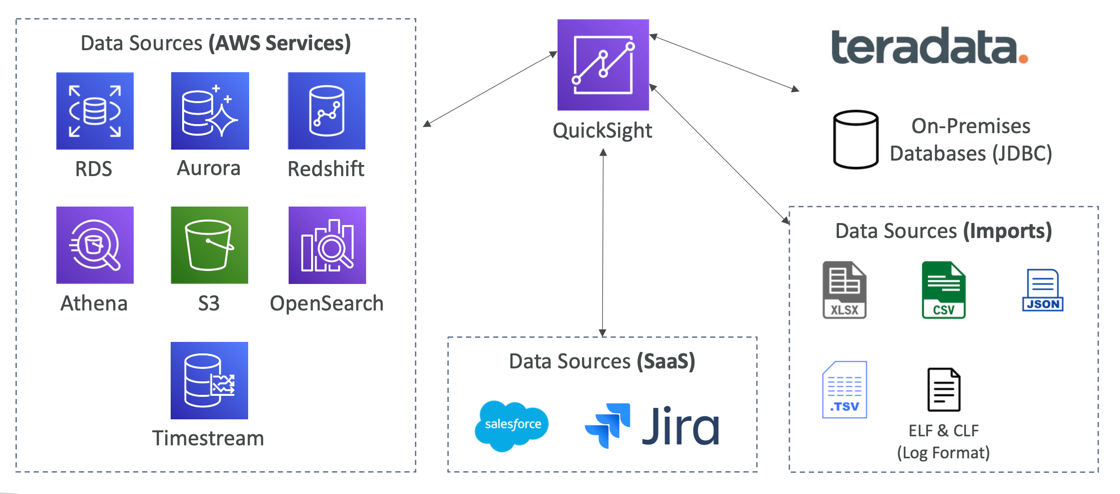 Data Sources (AWS Services)
RDS
Aurora
Redshift
Athena
S3
OpenSearch
Timestream
QuickSight
Data Sources (SaaS)
salesforce
Jira
teradata.
On-Premises
Databases (JDBC)
Data Sources (Imports)
XLSX
CSV
JSON
.TSV
ELF & CLF
(Log Format)